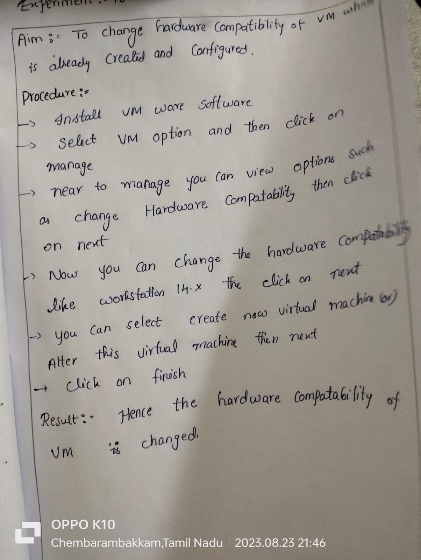 Experiment
Aim :- To change hardware Compatiblity of VM which
is already Created and Configured.
Procedure :-
→ Install VM ware Software
→ Select VM option and then click on
manage
→ near to manage you can view options such
as change Hardware Compatability then click
on next
→ Now you can change the hardware Compatability
like workstation 14.x the click on next
→ you can select create new virtual machine (or)
Alter this virtual machine then next
→ click on finish
Result :- Hence the hardware compatability of
VM is changed.
OPPO K10
Chembarambakkam,Tamil Nadu | 2023.08.23 21:46